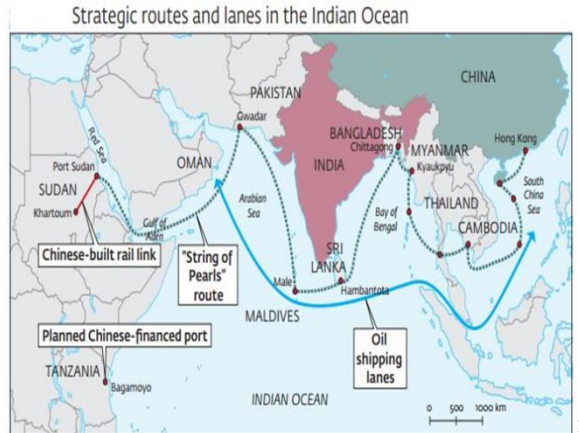 Strategic routes and lanes in the Indian Ocean
CHINA
PAKISTAN
Gwadar
Red Sea
BANGLADESH
Chittagong
MYANMAR
Kyaukpyu
Hong Kong
Port Sudan
OMAN
INDIA
SUDAN
Khartoum
Arabian
Sea
Bay of
Bengal
THAILAND
South
China
Sea
CAMBODIA
Gulf of
Aden
Chinese-built rail link
"String of
Pearls"
route
SRI
LANKA
Male
Hambantota
MALDIVES
Planned Chinese-financed port
Oil
shipping
lanes
TANZANIA
Bagamoyo
INDIAN OCEAN
0 500 1000 km